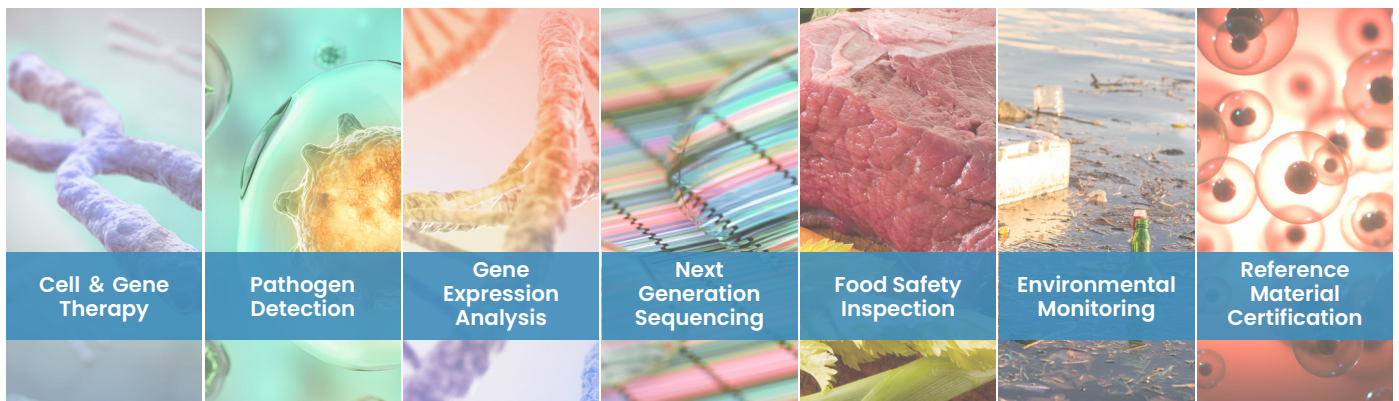 Cell & Gene
Therapy
Pathogen
Detection
Gene
Expression
Analysis
Next
Generation
Sequencing
Food Safety
Inspection
Environmental
Monitoring
Reference
Material
Certification